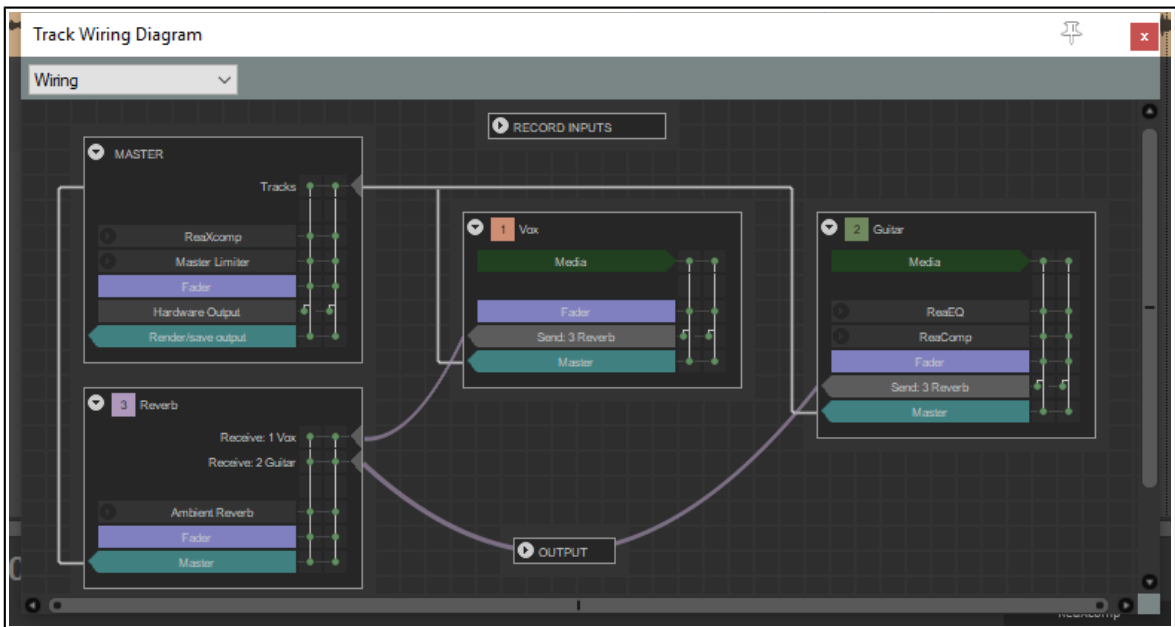 Track Wiring Diagram
x
Wiring
RECORD INPUTS
MASTER
Tracks
ReaXcomp
Master Limiter
Fader
Hardware Output
Render/save output
1 Vox
Media
Fader
Send: 3 Reverb
Master
2 Guitar
Media
ReaEQ
ReaComp
Fader
Send: 3 Reverb
Master
3 Reverb
Receive: 1 Vox
Receive: 2 Guitar
Ambient Reverb
Fader
Master
OUTPUT